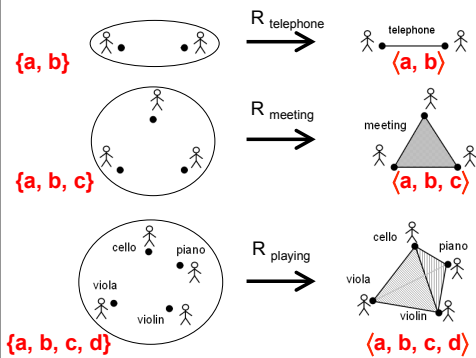 {a, b}
R telephone
telephone
⟨a, b⟩
{a, b, c}
R meeting
meeting
⟨a, b, c⟩
cello
piano
viola
violin
{a, b, c, d}
R playing
cello
piano
viola
violin
⟨a, b, c, d⟩